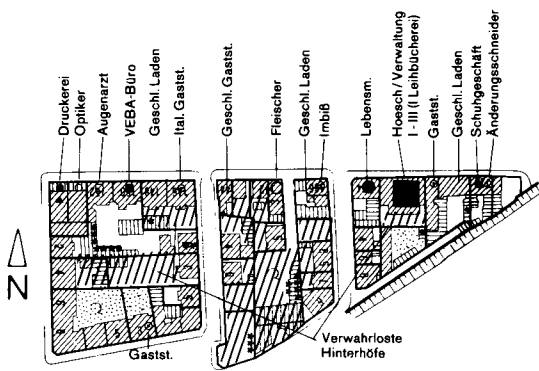 Druckerei
Optiker
Augenarzt
VEBA-Büro
Geschl. Laden
Ital. Gastst.
Geschl. Gastst.
Fleischer
Geschl. Laden
Imbiß
Lebensm.
Hoesch/Verwaltung
I - III (I Leihbücherei)
Gastst.
Geschl. Laden
Schuhgeschäft
Änderungsschneider
N
Verwahrloste
Hinterhöfe
Gastst.